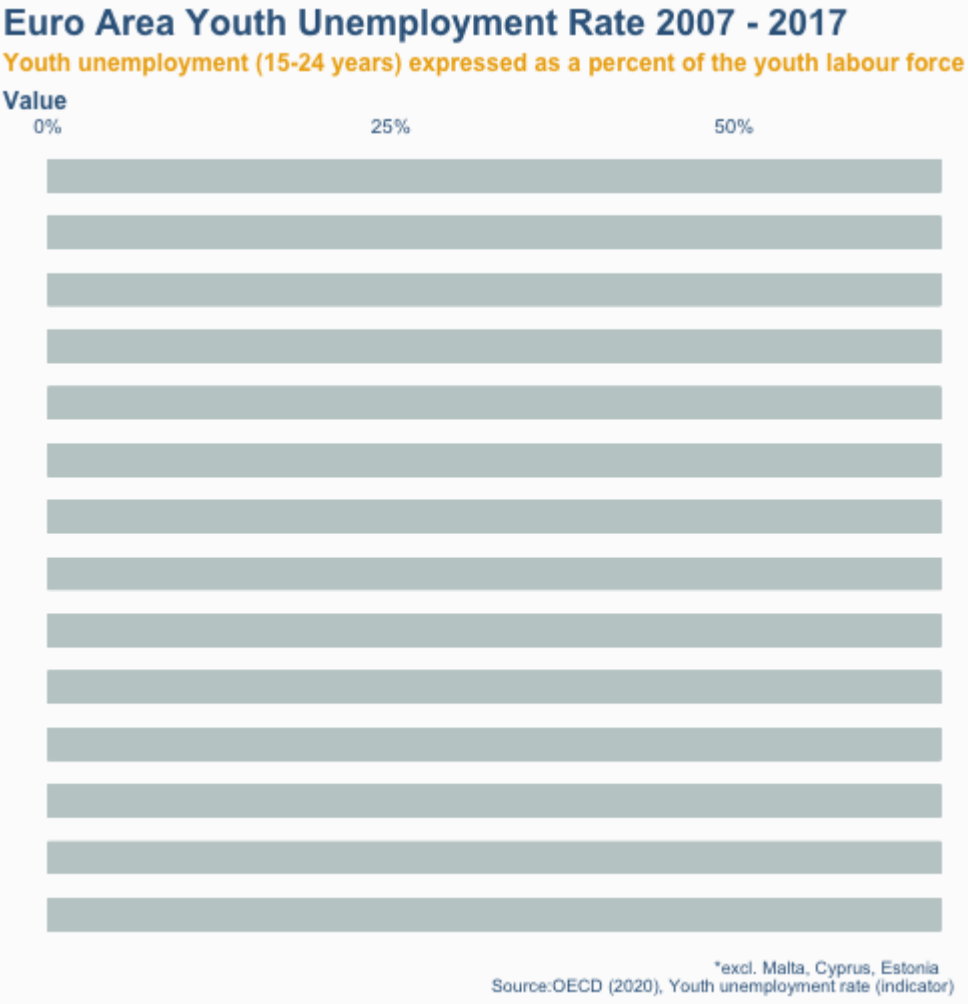 Euro Area Youth Unemployment Rate 2007 - 2017
Youth unemployment (15-24 years) expressed as a percent of the youth labour force
Value
0% 25% 50%
*excl. Malta, Cyprus, Estonia
Source:OECD (2020), Youth unemployment rate (indicator)